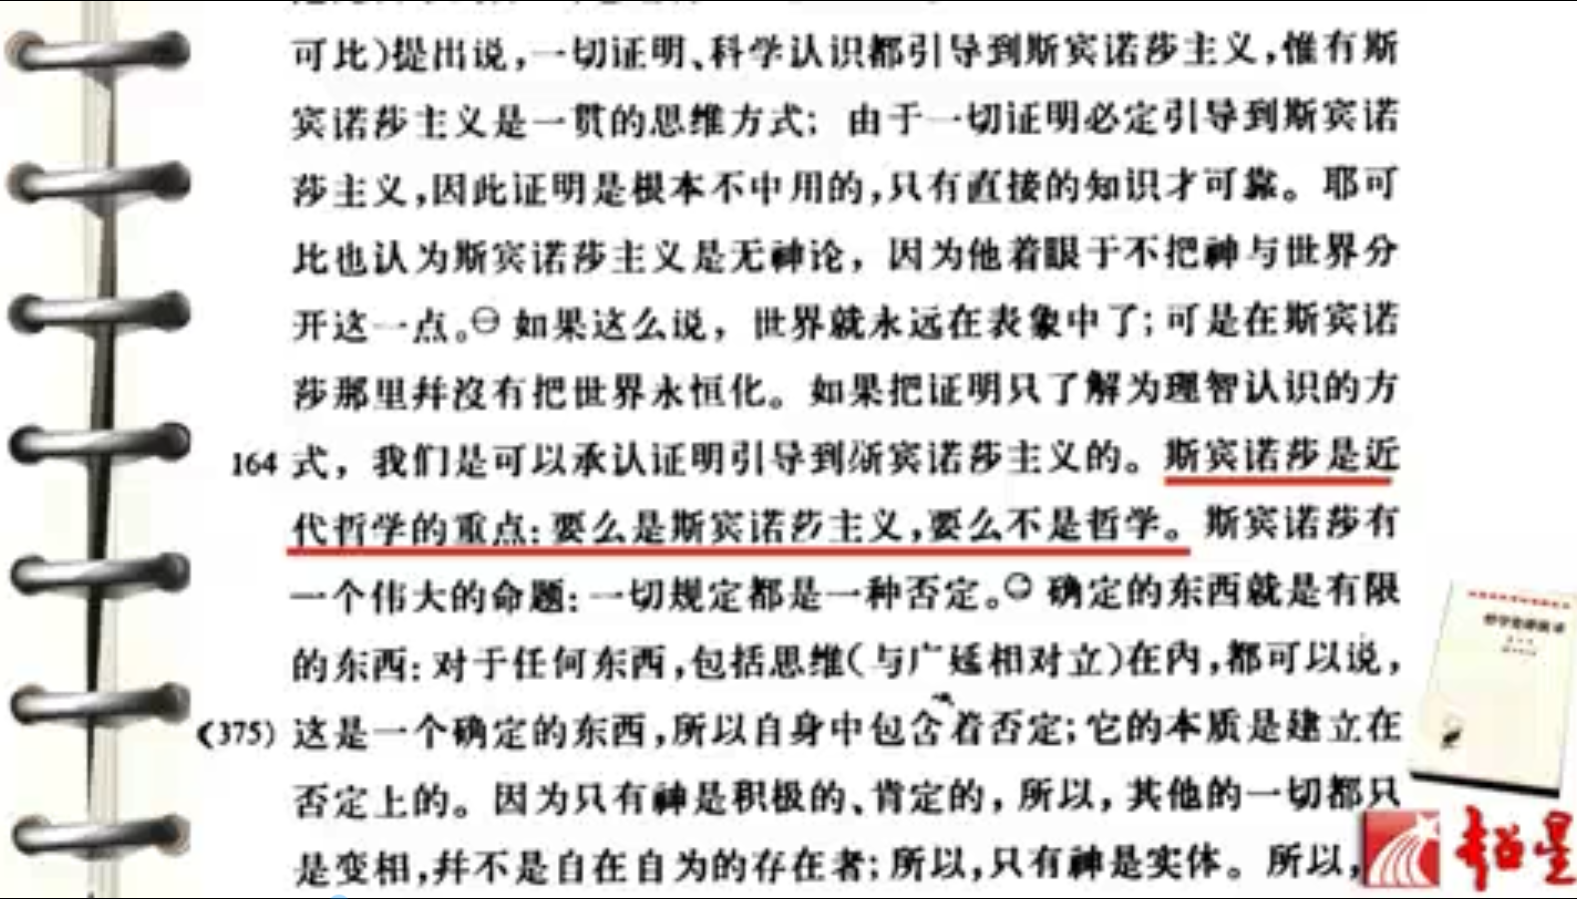 可比)提出说,一切证明、科学认识都引导到斯宾诺莎主义,惟有斯
宾诺莎主义是一贯的思维方式; 由于一切证明必定引导到斯宾诺
莎主义,因此证明是根本不中用的,只有直接的知识才可靠。耶可
比也认为斯宾诺莎主义是无神论, 因为他着眼于不把神与世界分
开这一点。㊀ 如果这么说, 世界就永远在表象中了;可是在斯宾诺
莎那里幷沒有把世界永恒化。如果把证明只了解为理智认识的方
164 式, 我们是可以承认证明引导到斯宾诺莎主义的。斯宾诺莎是近
代哲学的重点:要么是斯宾诺莎主义,要么不是哲学。斯宾诺莎有
一个伟大的命题:一切规定都是一种否定。 确定的东西就是有限
的东西:对于任何东西,包括思维(与广延相对立)在內,都可以说,
(375) 这是一个确定的东西,所以自身中包含着否定;它的本质是建立在
否定上的。因为只有神是积极的、肯定的, 所以, 其他的一切都只
是变相,幷不是自在自为的存在者;所以,只有神是实体。所以,
超星